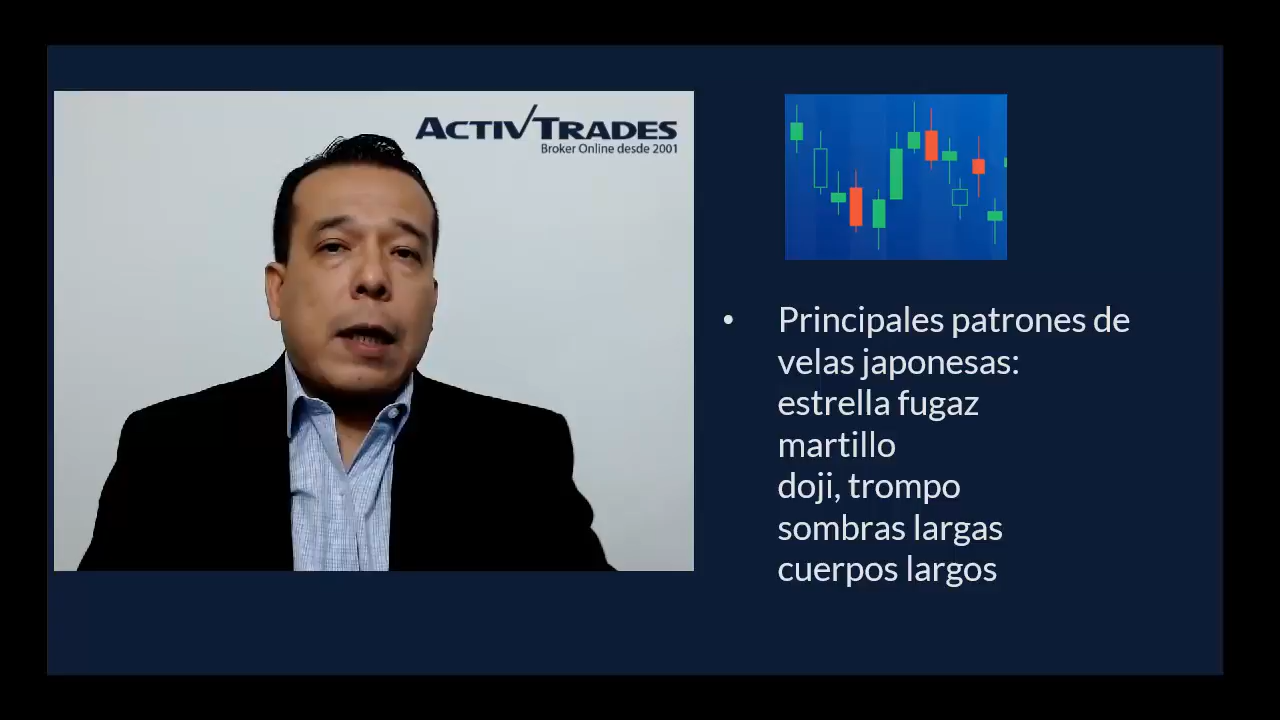 ACTIVTRADES
Broker Online desde 2001
• Principales patrones de
velas japonesas:
estrella fugaz
martillo
doji, trompo
sombras largas
cuerpos largos